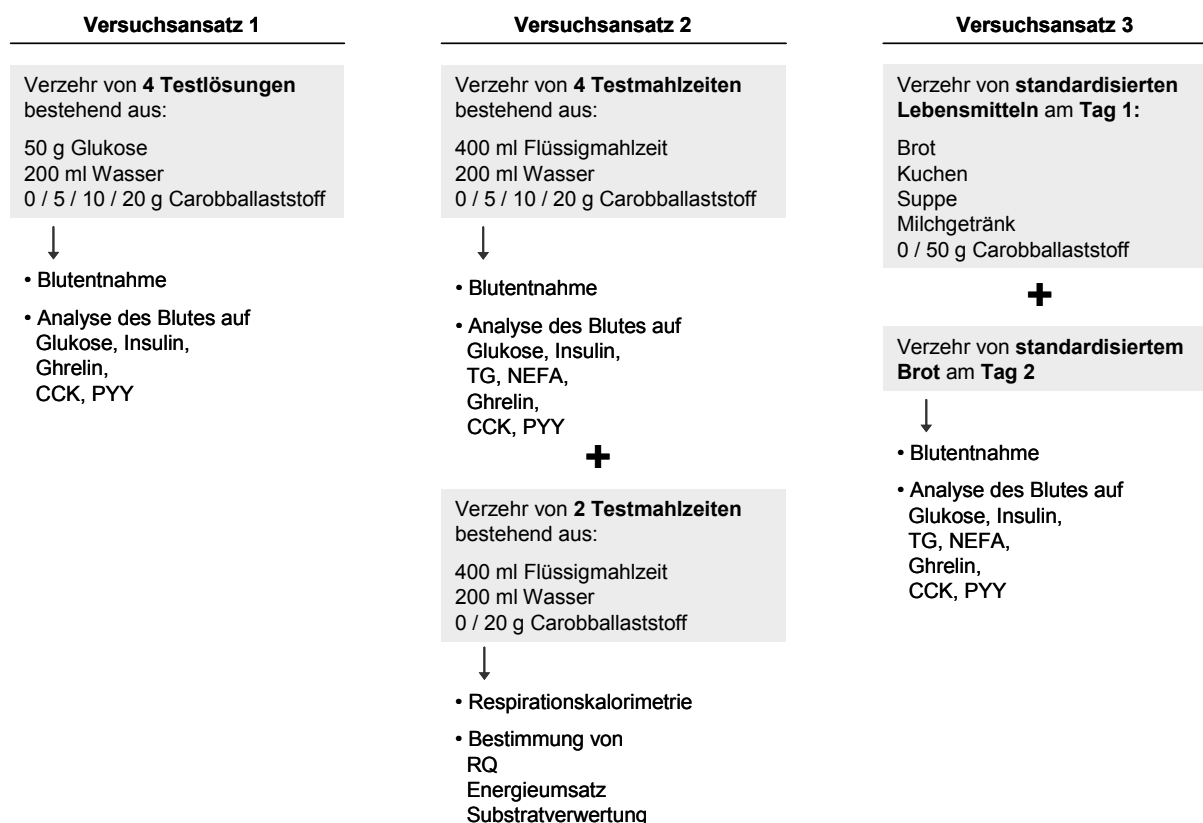 Versuchsansatz 1
Verzehr von 4 Testlösungen
bestehend aus:
50 g Glukose
200 ml Wasser
0 / 5 / 10 / 20 g Carobballaststoff
• Blutentnahme
• Analyse des Blutes auf
Glukose, Insulin,
Ghrelin,
CCK, PYY
Versuchsansatz 2
Verzehr von 4 Testmahlzeiten
bestehend aus:
400 ml Flüssigmahlzeit
200 ml Wasser
0 / 5 / 10 / 20 g Carobballaststoff
• Blutentnahme
• Analyse des Blutes auf
Glukose, Insulin,
TG, NEFA,
Ghrelin,
CCK, PYY
+
Verzehr von 2 Testmahlzeiten
bestehend aus:
400 ml Flüssigmahlzeit
200 ml Wasser
0 / 20 g Carobballaststoff
• Respirationskalorimetrie
• Bestimmung von
RQ
Energieumsatz
Substratverwertung
Versuchsansatz 3
Verzehr von standardisierten
Lebensmitteln am Tag 1:
Brot
Kuchen
Suppe
Milchgetränk
0 / 50 g Carobballaststoff
+
Verzehr von standardisiertem
Brot am Tag 2
• Blutentnahme
• Analyse des Blutes auf
Glukose, Insulin,
TG, NEFA,
Ghrelin,
CCK, PYY